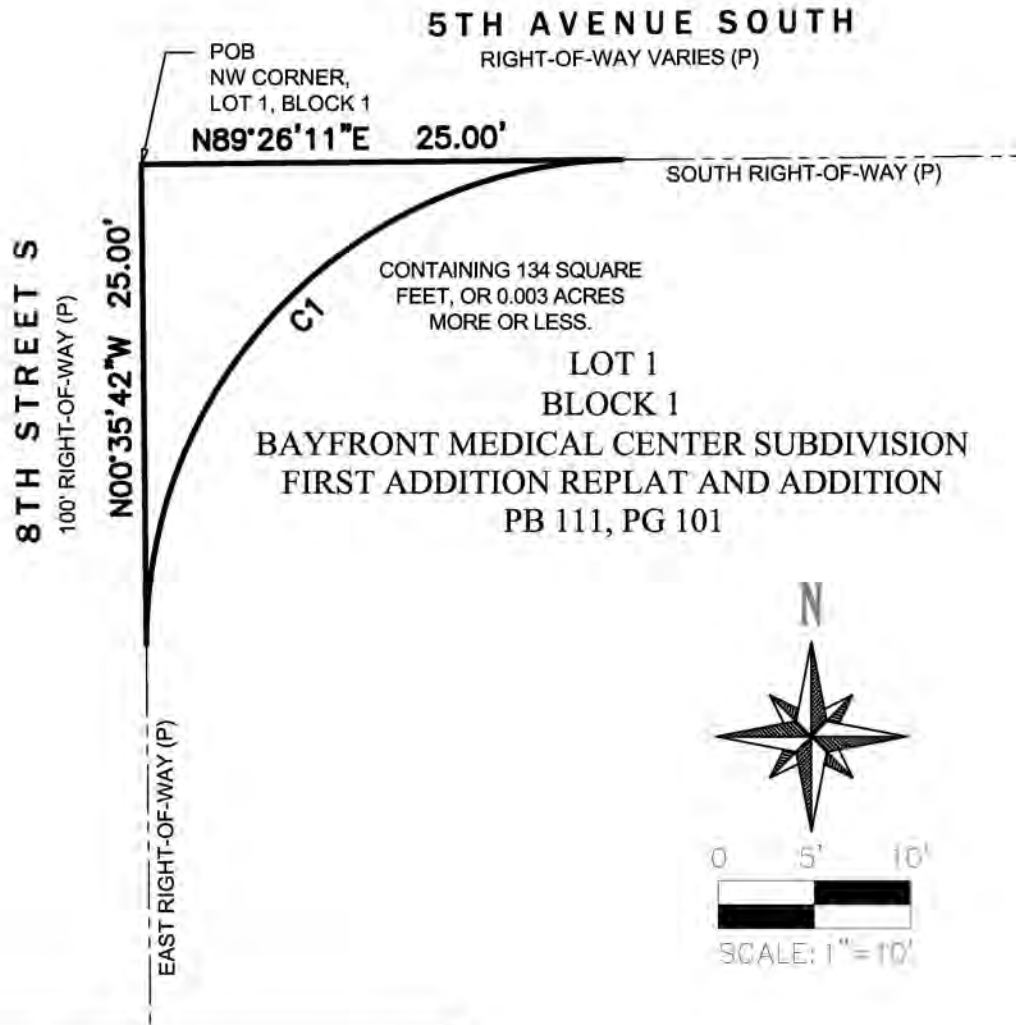 5TH AVENUE SOUTH
RIGHT-OF-WAY VARIES (P)
POB
NW CORNER,
LOT 1, BLOCK 1
N89°26'11"E 25.00'
SOUTH RIGHT-OF-WAY (P)
8TH STREET S
100' RIGHT-OF-WAY (P)
N00°35'42"W 25.00'
C1
CONTAINING 134 SQUARE
FEET, OR 0.003 ACRES
MORE OR LESS.
LOT 1
BLOCK 1
BAYFRONT MEDICAL CENTER SUBDIVISION
FIRST ADDITION REPLAT AND ADDITION
PB 111, PG 101
EAST RIGHT-OF-WAY (P)
N
0 5' 10'
SCALE: 1"=10'